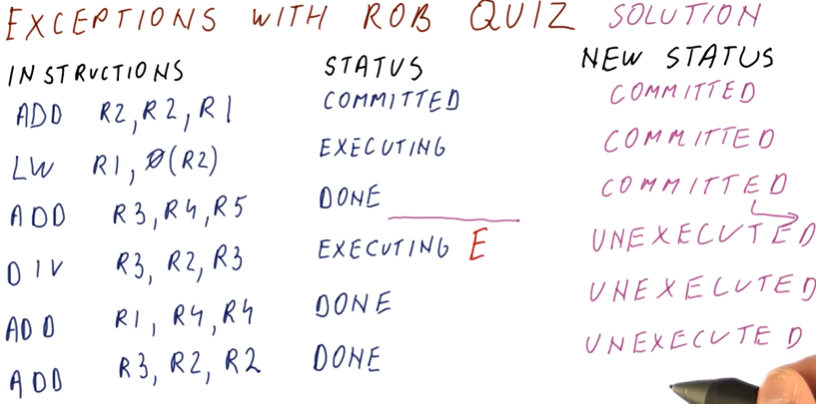 EXCEPTIONS WITH ROB QUIZ SOLUTION
INSTRUCTIONS STATUS NEW STATUS
ADD R2, R2, R1 COMMITTED COMMITTED
LW R1, 0(R2) EXECUTING COMMITTED
ADD R3, R4, R5 DONE COMMITTED
DIV R3, R2, R3 EXECUTING E UNEXECUTED
ADD R1, R4, R4 DONE UNEXECUTED
ADD R3, R2, R2 DONE UNEXECUTED